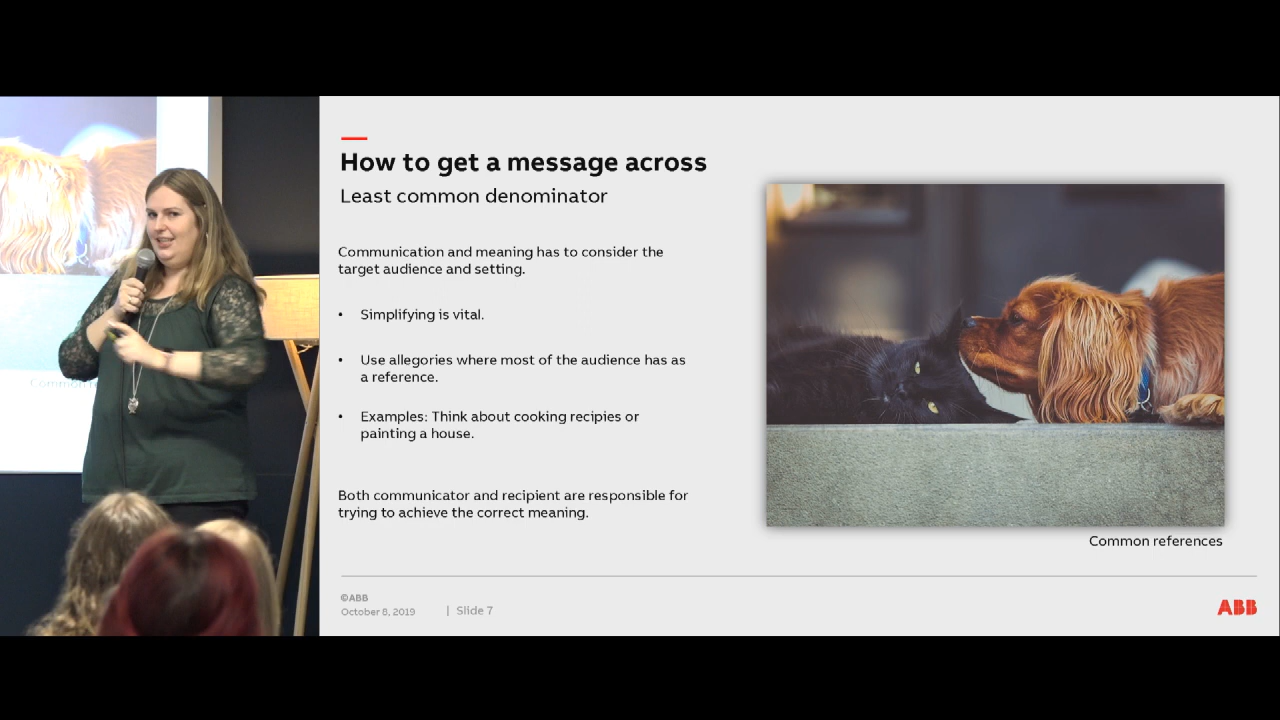 How to get a message across
Least common denominator
Communication and meaning has to consider the
target audience and setting.
• Simplifying is vital.
• Use allegories where most of the audience has as
a reference.
• Examples: Think about cooking recipies or
painting a house.
Both communicator and recipient are responsible for
trying to achieve the correct meaning.
Common references
©ABB
October 8, 2019 | Slide 7
ABB